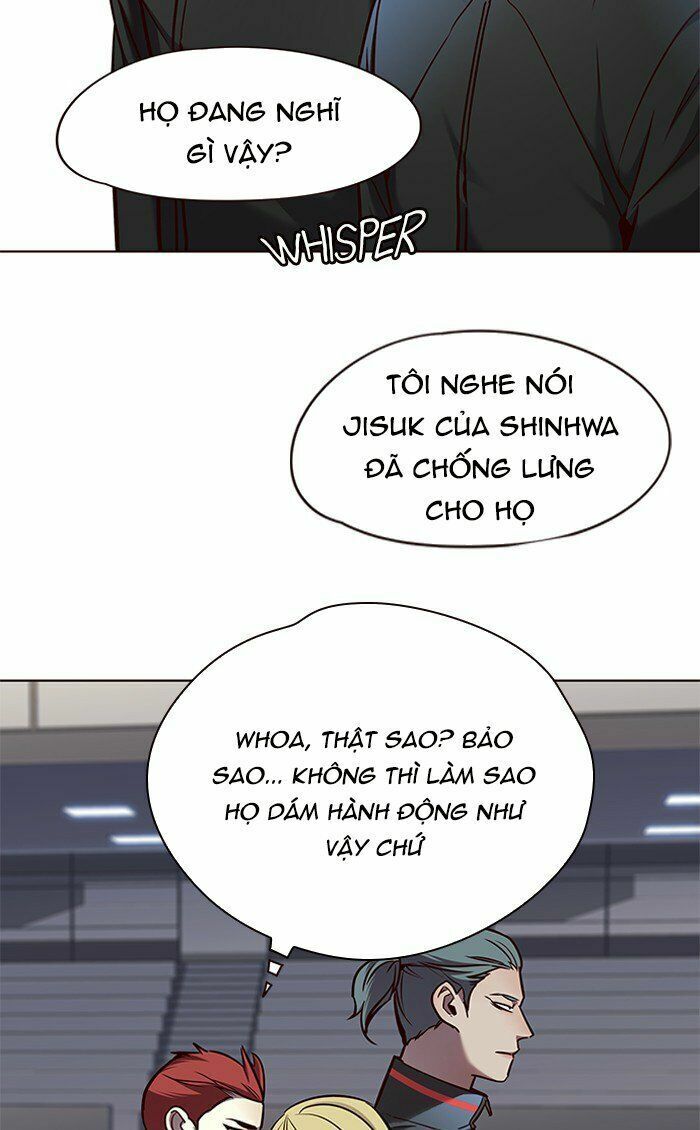 HỌ ĐANG NGHĨ
GÌ VẬY?
WHISPER
TÔI NGHE NÓI
JISUK CỦA SHINHWA
ĐÃ CHỐNG LƯNG
CHO HỌ
WHOA, THẬT SAO? BẢO
SAO... KHÔNG THÌ LÀM SAO
HỌ DÁM HÀNH ĐỘNG NHƯ
VẬY CHỨ